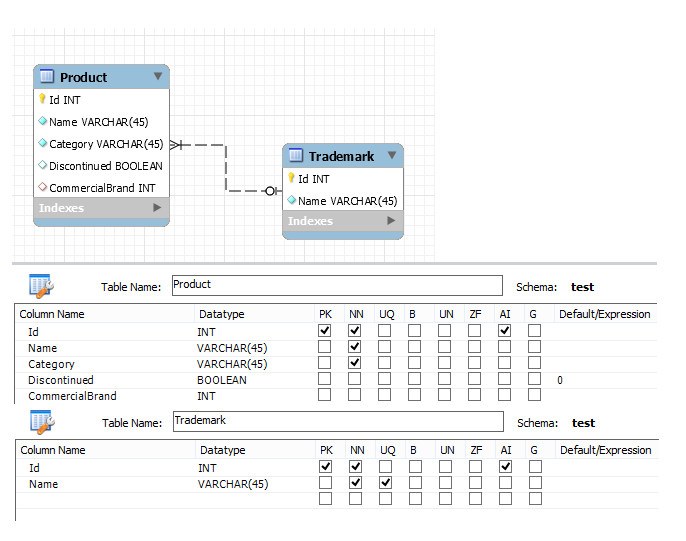 Product
Id INT
Name VARCHAR(45)
Category VARCHAR(45)
Discontinued BOOLEAN
CommercialBrand INT
Indexes
Trademark
Id INT
Name VARCHAR(45)
Indexes
Table Name: Product Schema: test
Column Name Datatype PK NN UQ B UN ZF AI G Default/Expression
Id INT
Name VARCHAR(45)
Category VARCHAR(45)
Discontinued BOOLEAN 0
CommercialBrand INT
Table Name: Trademark Schema: test
Column Name Datatype PK NN UQ B UN ZF AI G Default/Expression
Id INT
Name VARCHAR(45)